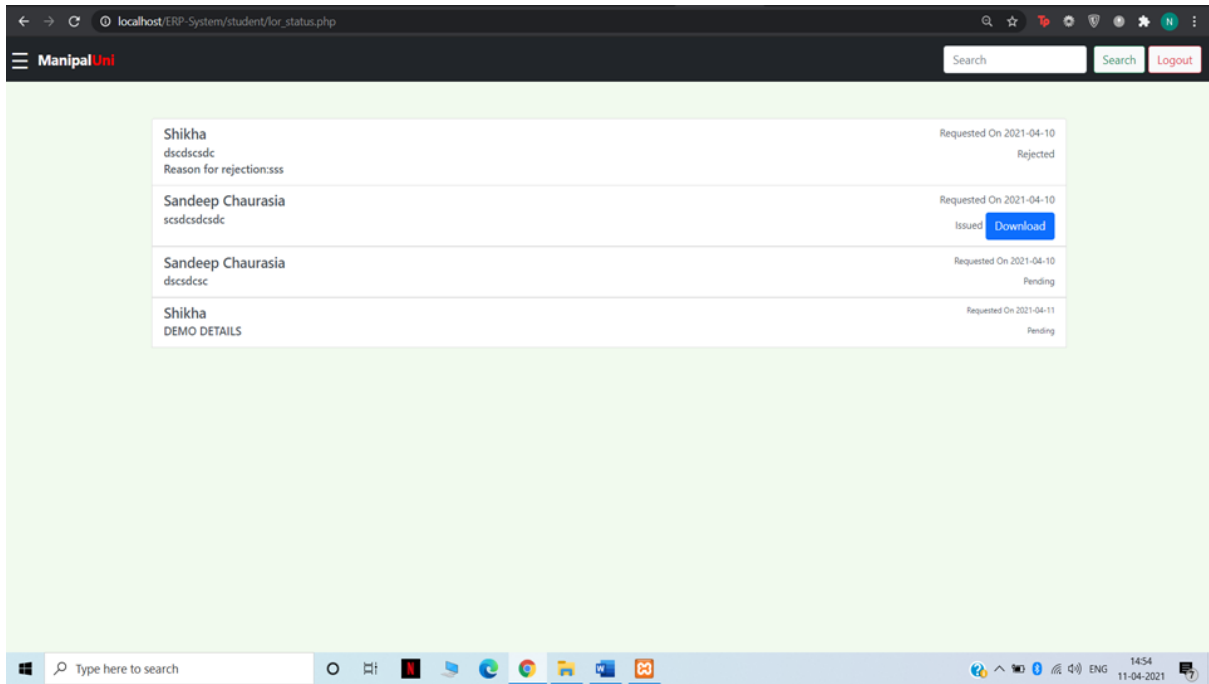 localhost/ERP-System/student/lor_status.php
N
ManipalUni
Search
Search
Logout
Shikha
Requested On 2021-04-10
dscdscsdc
Rejected
Reason for rejection:sss
Sandeep Chaurasia
Requested On 2021-04-10
scsdcsdcsdc
Issued Download
Sandeep Chaurasia
Requested On 2021-04-10
dscsdcsc
Pending
Shikha
Requested On 2021-04-11
DEMO DETAILS
Pending
Type here to search
N
W
ENG
14:54
11-04-2021
7